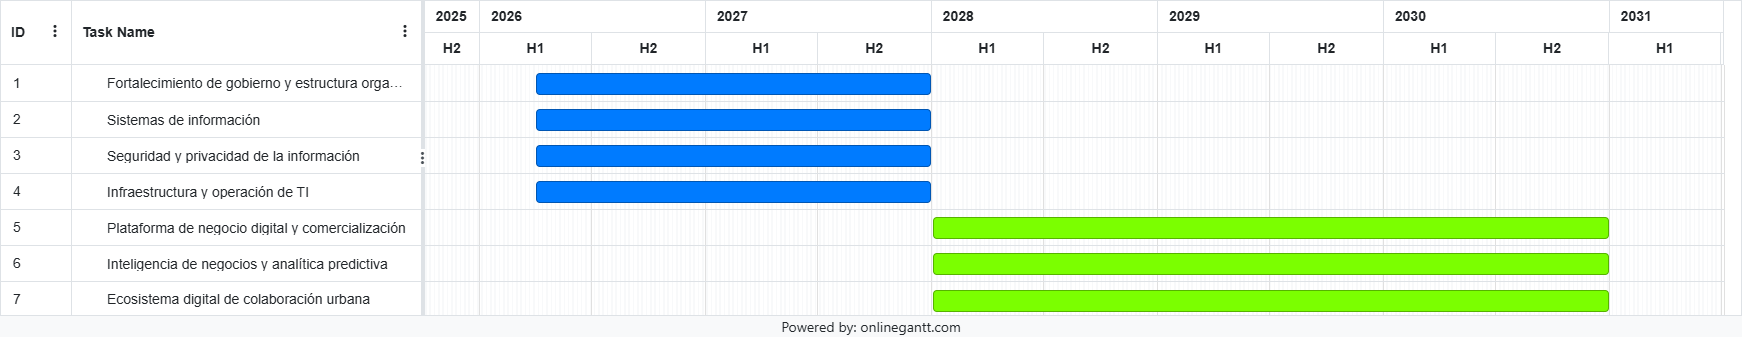 ID Task Name 2025 2026 2027 2028 2029 2030 2031
H2 H1 H2 H1 H2 H1 H2 H1 H2 H1 H2 H1
1 Fortalecimiento de gobierno y estructura orga...
2 Sistemas de información
3 Seguridad y privacidad de la información
4 Infraestructura y operación de TI
5 Plataforma de negocio digital y comercialización
6 Inteligencia de negocios y analítica predictiva
7 Ecosistema digital de colaboración urbana
Powered by: onlinegantt.com